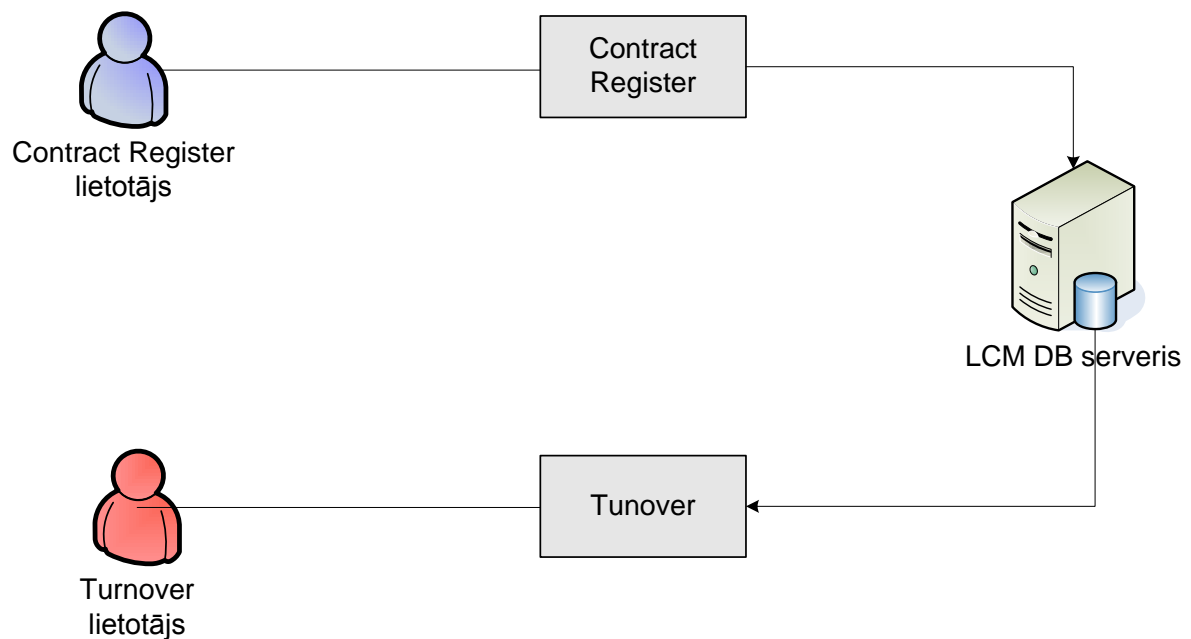 Contract
Register
Contract Register
lietotājs
LCM DB serveris
Tunover
Turnover
lietotājs